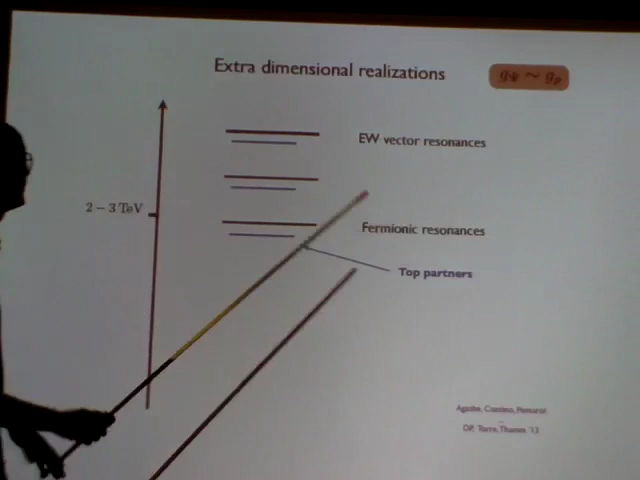 Extra dimensional realizations
g_Ψ ~ g_ρ
EW vector resonances
2 – 3 TeV
Fermionic resonances
Top partners
Agashe, Contino, Pomarol
DP, Torre, Thamm '13